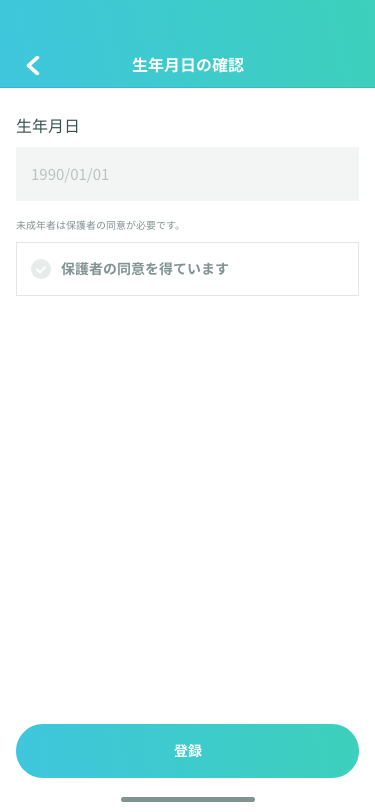 生年月日の確認
生年月日
1990/01/01
未成年者は保護者の同意が必要です。
保護者の同意を得ています
登録